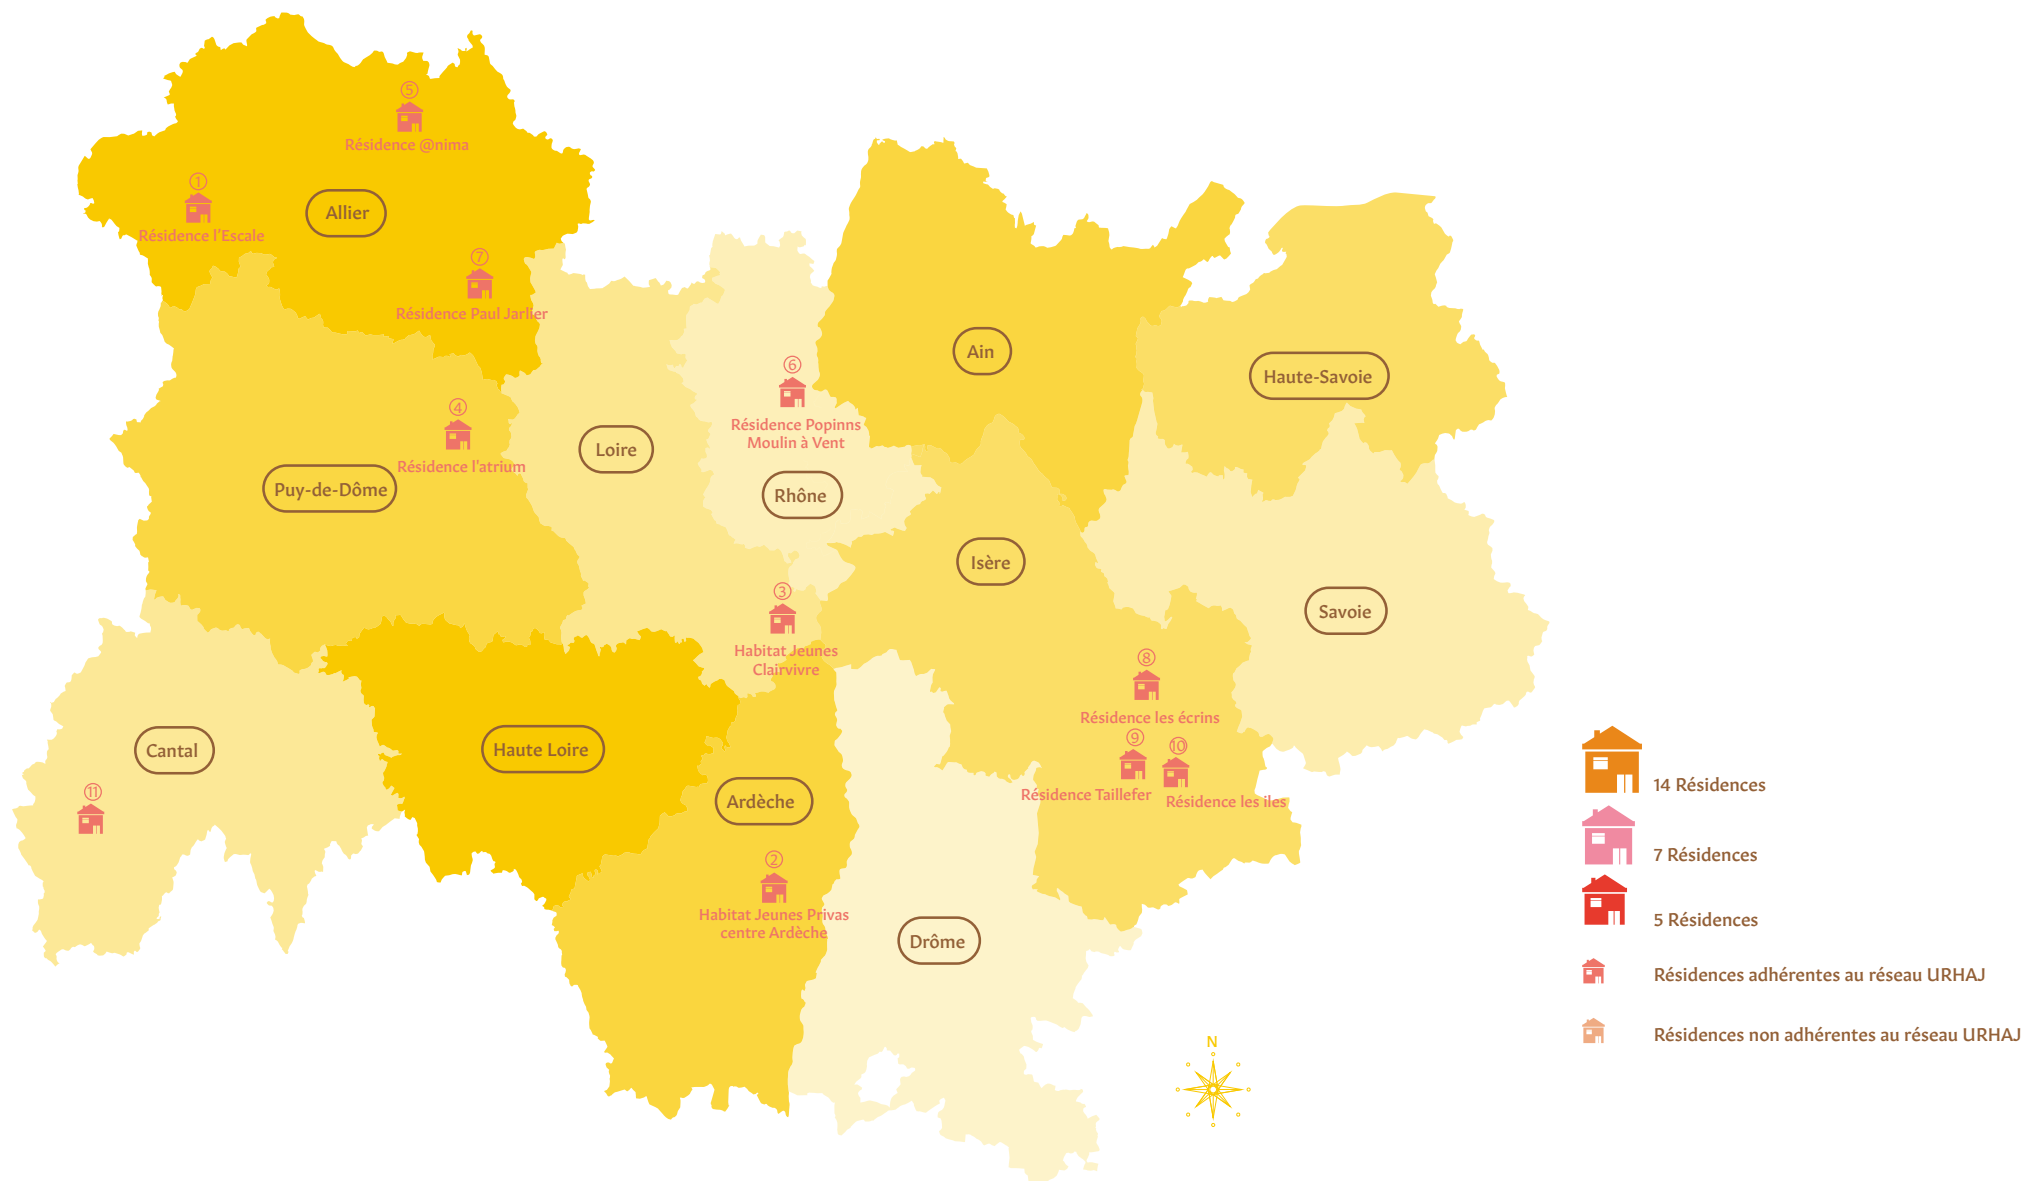 ⑤
Résidence @nima
①
Résidence l'Escale
Allier
⑦
Résidence Paul Jarlier
Ain
Haute-Savoie
⑥
Résidence Popinns
Moulin à Vent
④
Résidence l'atrium
Loire
Puy-de-Dôme
Rhône
Isère
③
Habitat Jeunes
Clairvivre
Savoie
⑧
Résidence les écrins
⑨
Résidence Taillefer
⑩
Résidence les iles
Cantal
⑪
Haute Loire
Ardèche
②
Habitat Jeunes Privas
centre Ardèche
Drôme
N
14 Résidences
7 Résidences
5 Résidences
Résidences adhérentes au réseau URHAJ
Résidences non adhérentes au réseau URHAJ